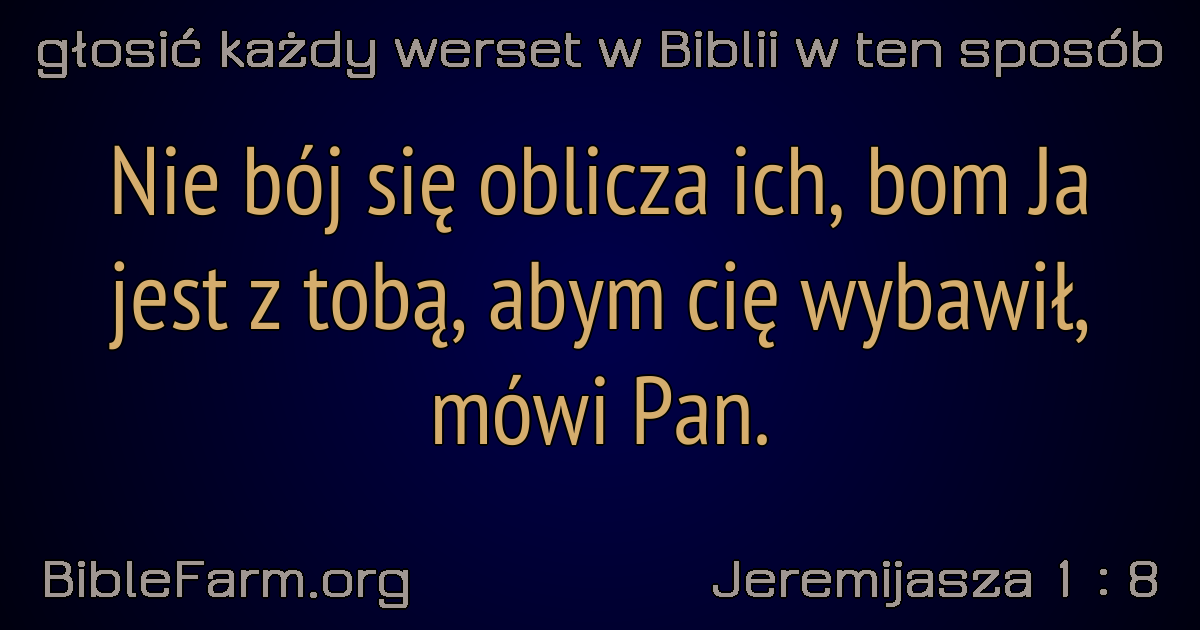 głosić każdy werset w Biblii w ten sposób
Nie bój się oblicza ich, bom Ja
jest z tobą, abym cię wybawił,
mówi Pan.
BibleFarm.org
Jeremijasza 1 : 8